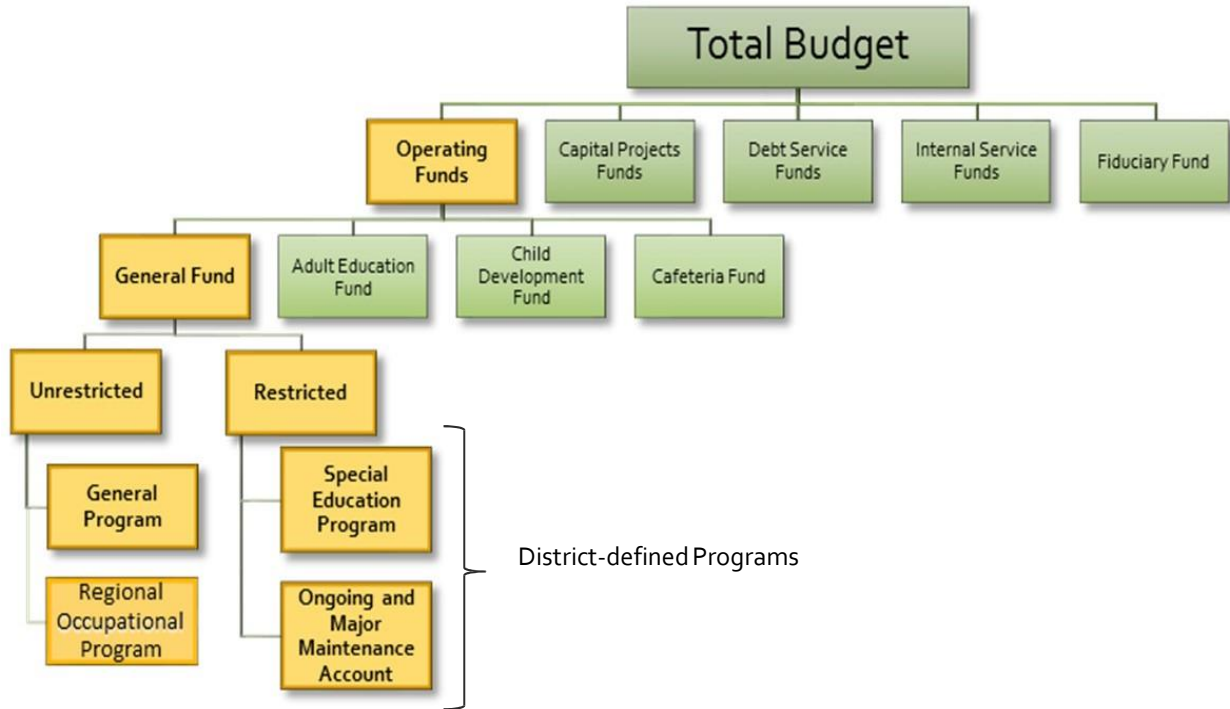 Total Budget
Operating
Funds
Capital Projects
Funds
Debt Service
Funds
Internal Service
Funds
Fiduciary Fund
General Fund
Adult Education
Fund
Child
Development
Fund
Cafeteria Fund
Unrestricted
Restricted
General
Program
Special
Education
Program
District-defined Programs
Regional
Occupational
Program
Ongoing and
Major
Maintenance
Account